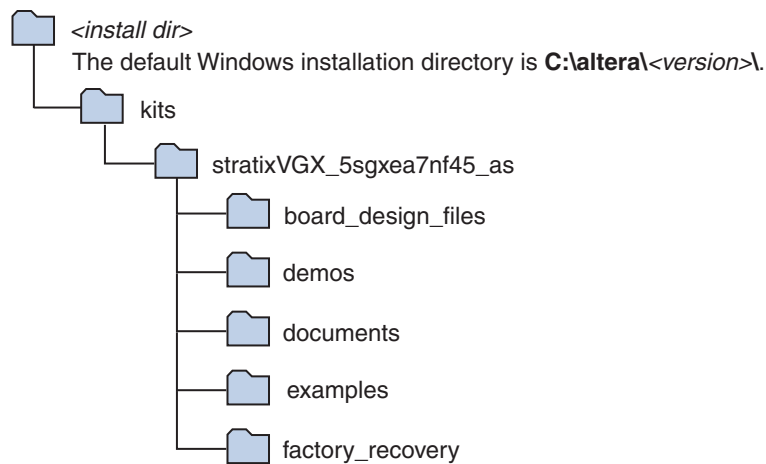 <install dir>
The default Windows installation directory is C:\altera\<version>\.
kits
stratixVGX_5sgxea7nf45_as
board_design_files
demos
documents
examples
factory_recovery